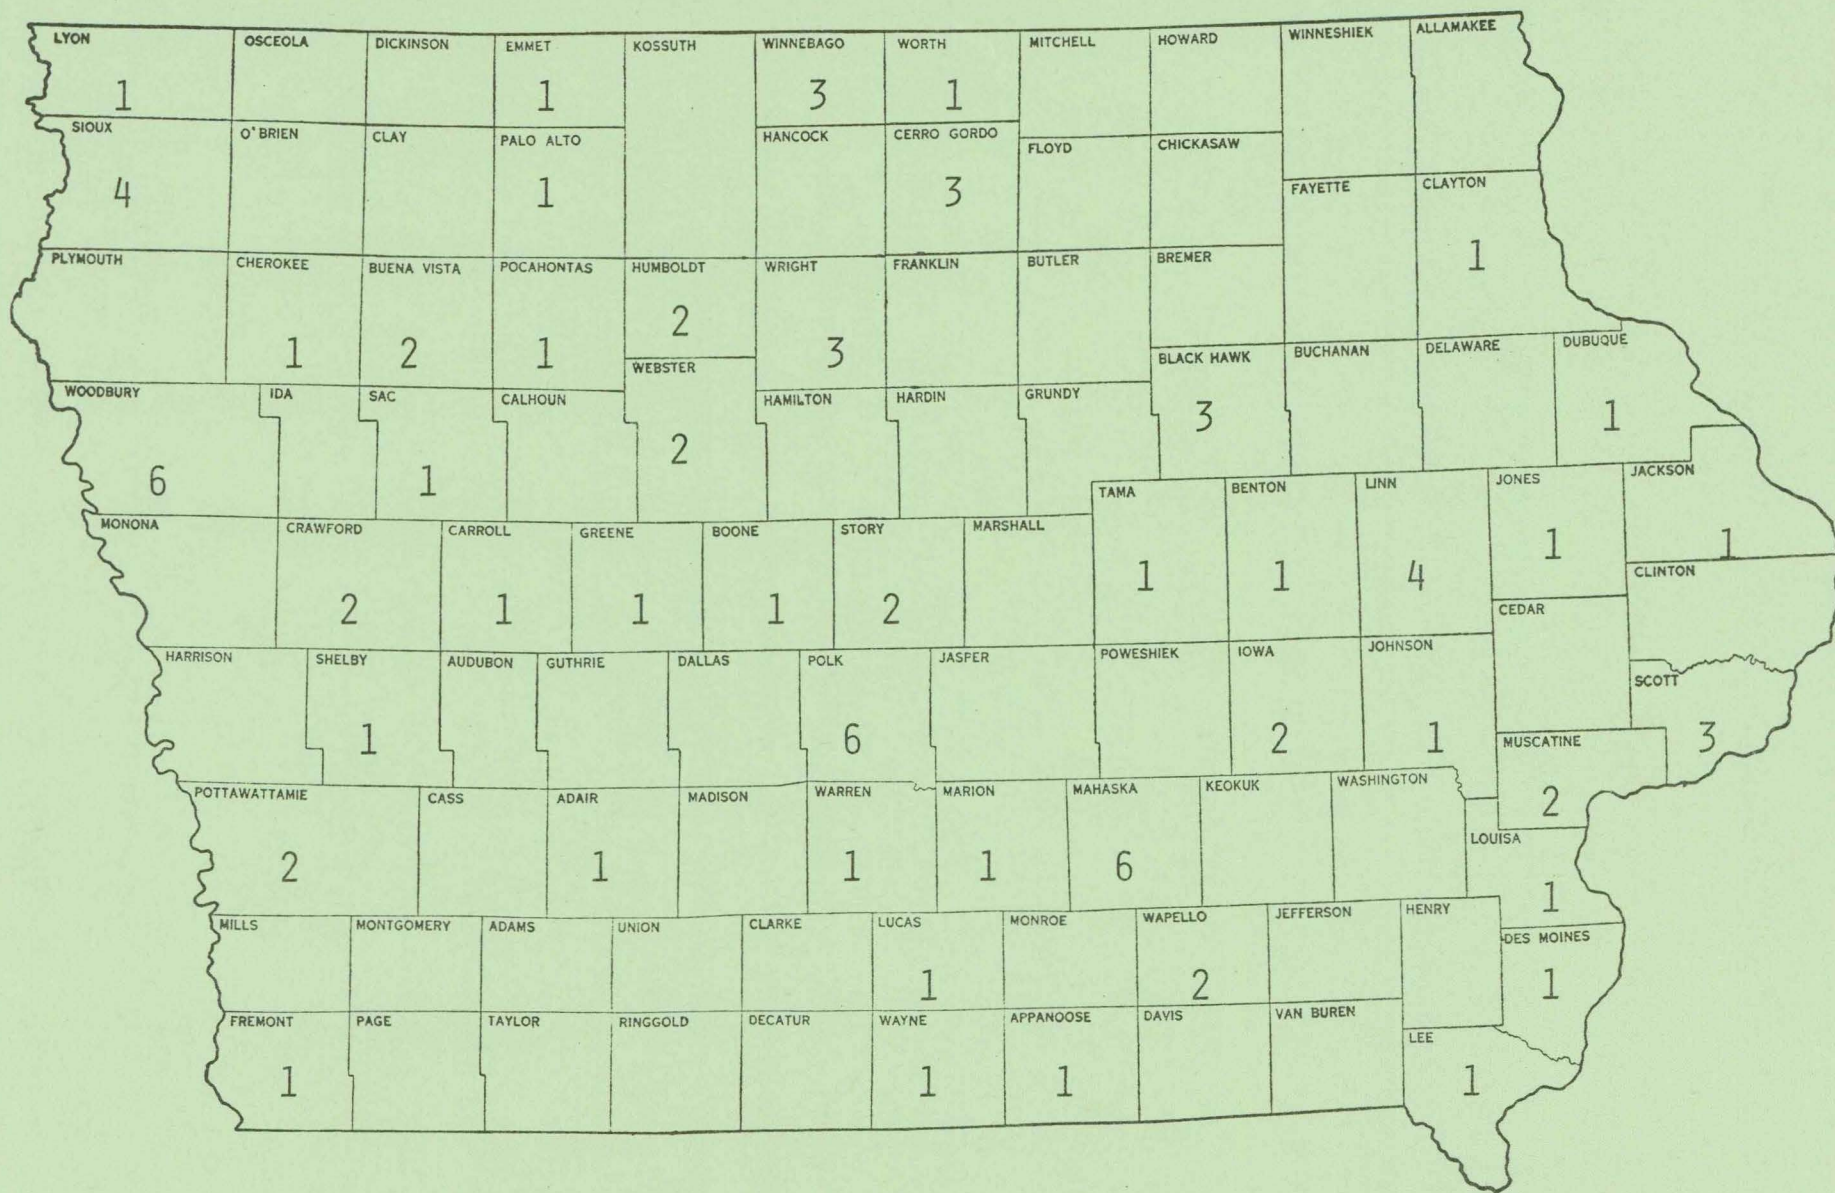 LYON OSCEOLA DICKINSON EMMET KOSSUTH WINNEBAGO WORTH MITCHELL HOWARD WINNESHIEK ALLAMAKEE
1 1 3 1
SIOUX O'BRIEN CLAY PALO ALTO HANCOCK CERRO GORDO FLOYD CHICKASAW
4 1 3
FAYETTE CLAYTON
1
PLYMOUTH CHEROKEE BUENA VISTA POCAHONTAS HUMBOLDT WRIGHT FRANKLIN BUTLER BREMER
2
1 2 1 3
WEBSTER BLACK HAWK BUCHANAN DELAWARE DUBUQUE
2 3 1
WOODBURY IDA SAC CALHOUN HAMILTON HARDIN GRUNDY
6 1
TAMA BENTON LINN JONES JACKSON
1 1 4 1 1
MONONA CRAWFORD CARROLL GREENE BOONE STORY MARSHALL
2 1 1 1 2
CLINTON
CEDAR
HARRISON SHELBY AUDUBON GUTHRIE DALLAS POLK JASPER POWESHIEK IOWA JOHNSON
1 6 2 1
SCOTT
3
MUSCATINE
2
POTTAWATTAMIE CASS ADAIR MADISON WARREN MARION MAHASKA KEOKUK WASHINGTON
2 1 1 1 6
LOUISA
1
MILLS MONTGOMERY ADAMS UNION CLARKE LUCAS MONROE WAPELLO JEFFERSON HENRY
1 2
DES MOINES
1
FREMONT PAGE TAYLOR RINGGOLD DECATUR WAYNE APPANOOSE DAVIS VAN BUREN
1 1 1
LEE
1